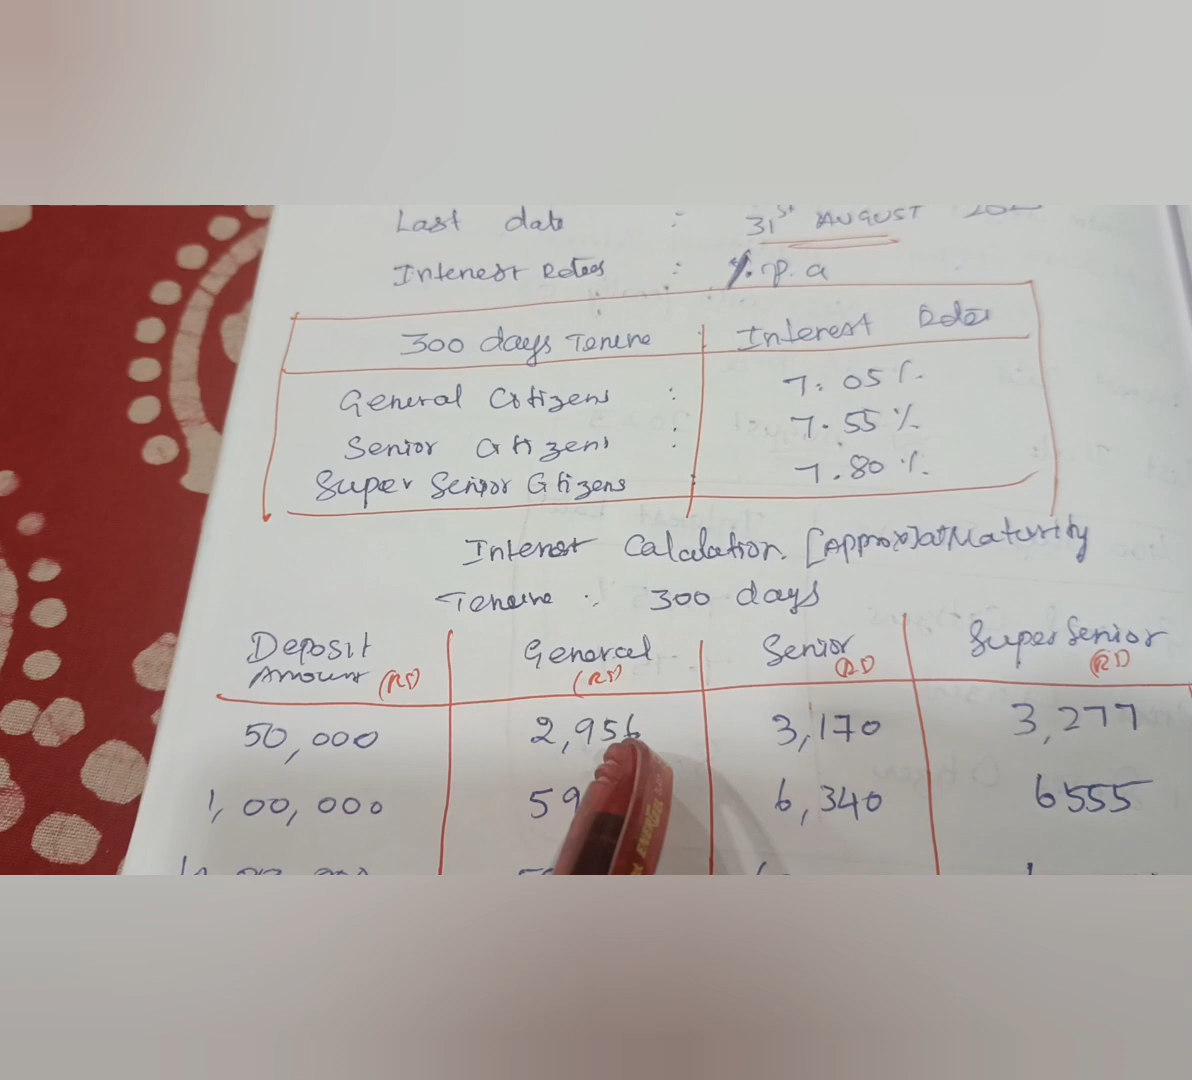 Last date : 31st AUGUST
Interest Rates : %. p. a
300 days Tenure Interest Rates
General Citizens : 7.05%
Senior Citizens : 7.55%
Super Senior Citizens 7.80%
Interest Calculation [Approx] at Maturity
Tenure : 300 days
Deposit Amount (RS) General (RS) Senior (RS) Super Senior (RS)
50,000 2,956 3,170 3,277
1,00,000 59 6,340 6555
ENERGEL